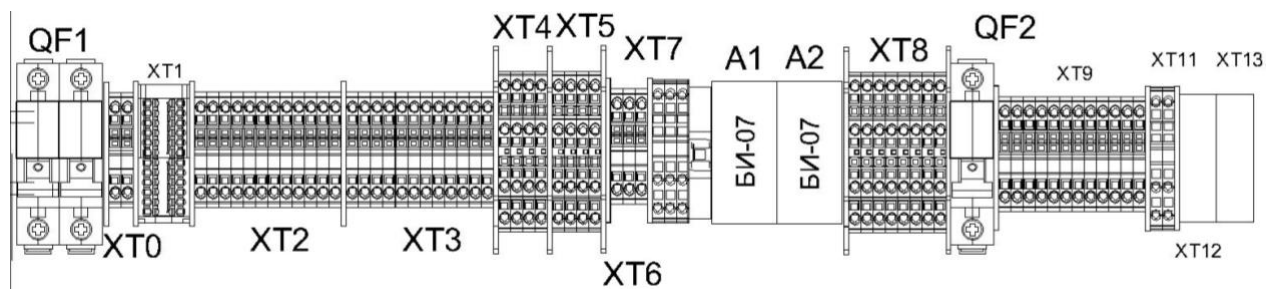 QF1
XT0
XT1
XT2
XT3
XT4
XT5
XT6
XT7
A1
A2
БИ-07
БИ-07
XT8
QF2
XT9
XT11
XT12
XT13